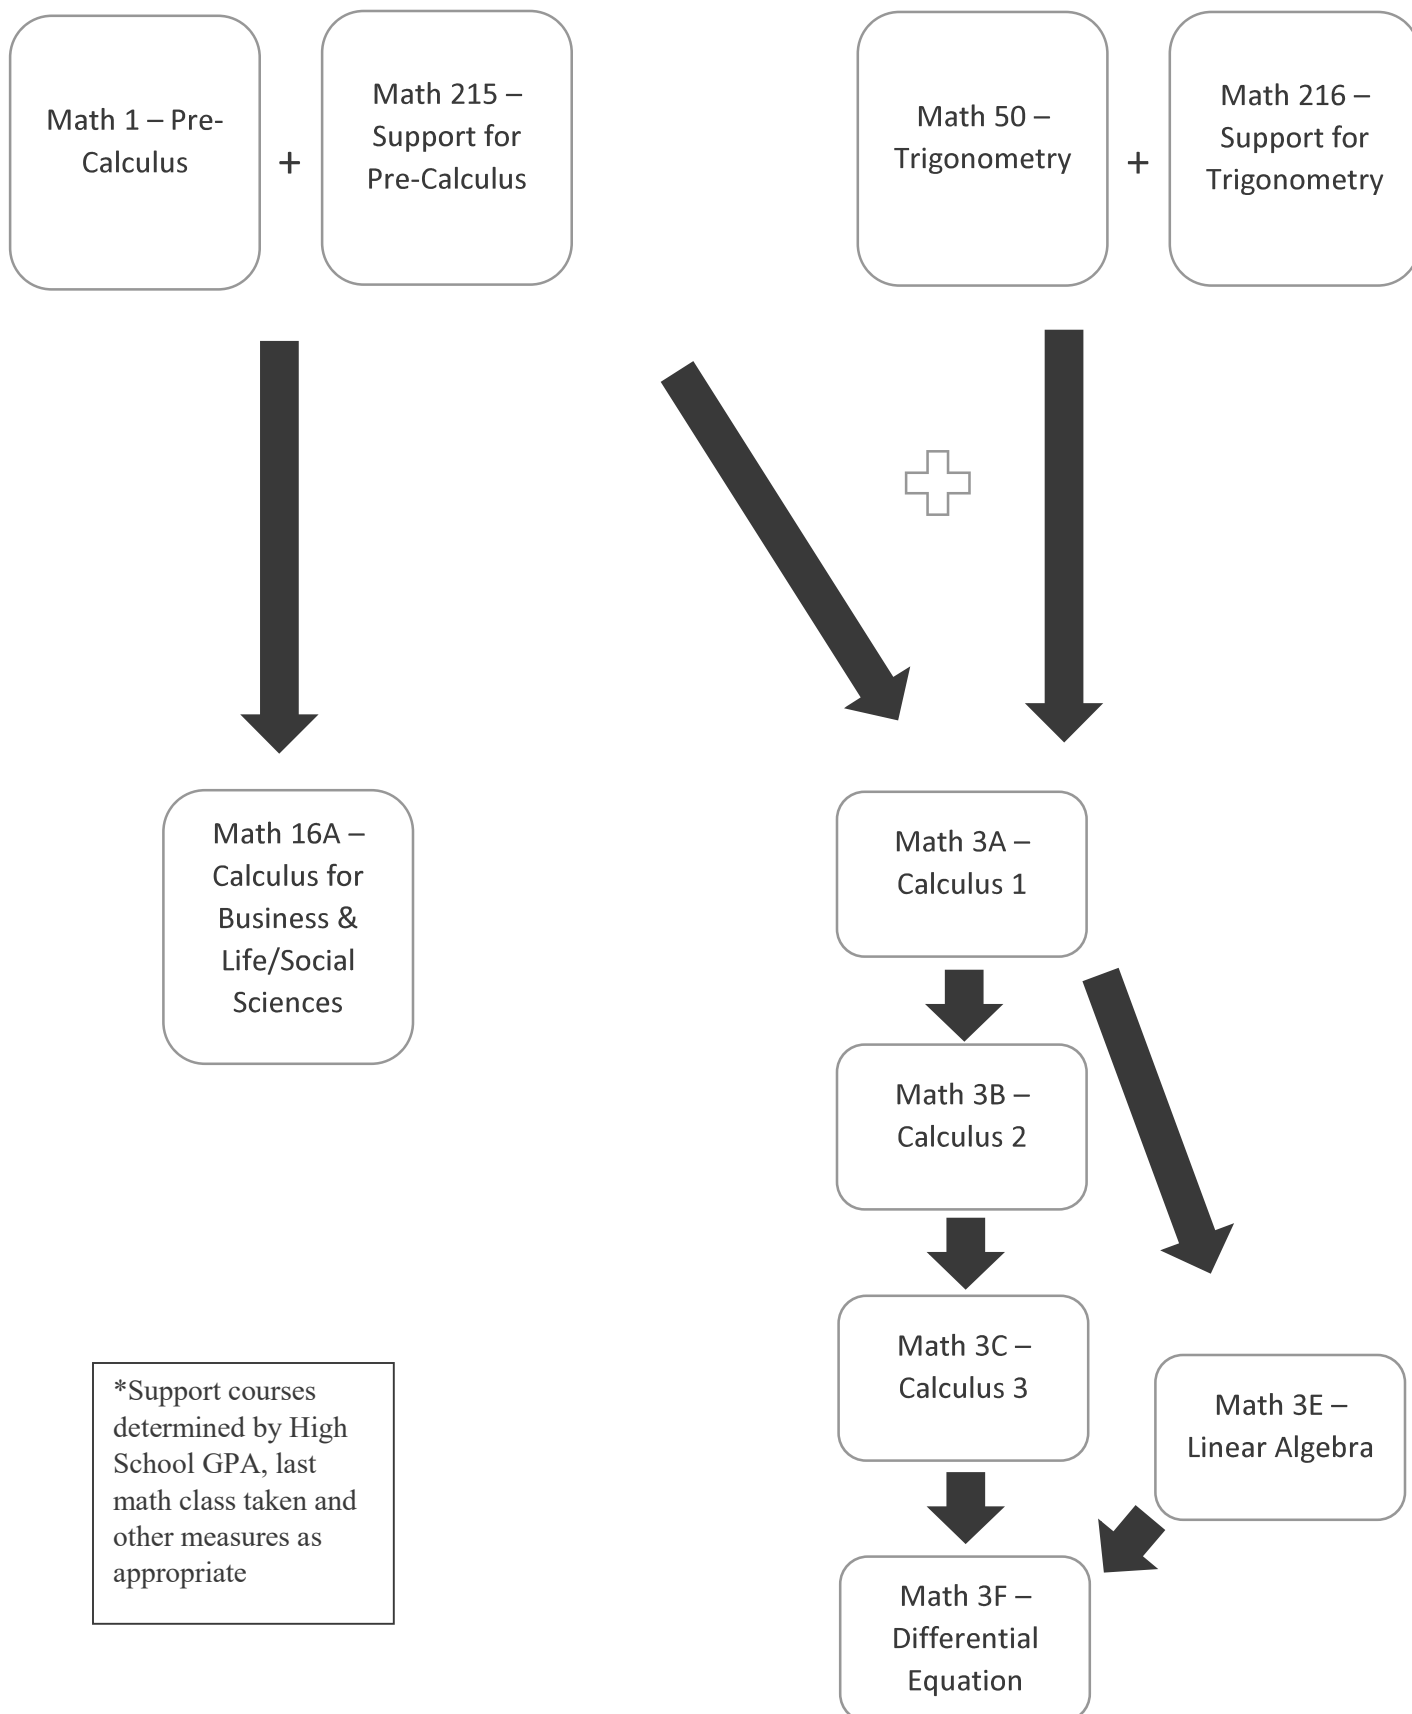 Math 1 – Pre-
Calculus
+
Math 215 –
Support for
Pre-Calculus
Math 50 –
Trigonometry
+
Math 216 –
Support for
Trigonometry
Math 16A –
Calculus for
Business &
Life/Social
Sciences
Math 3A –
Calculus 1
Math 3B –
Calculus 2
Math 3C –
Calculus 3
Math 3E –
Linear Algebra
*Support courses
determined by High
School GPA, last
math class taken and
other measures as
appropriate
Math 3F –
Differential
Equation